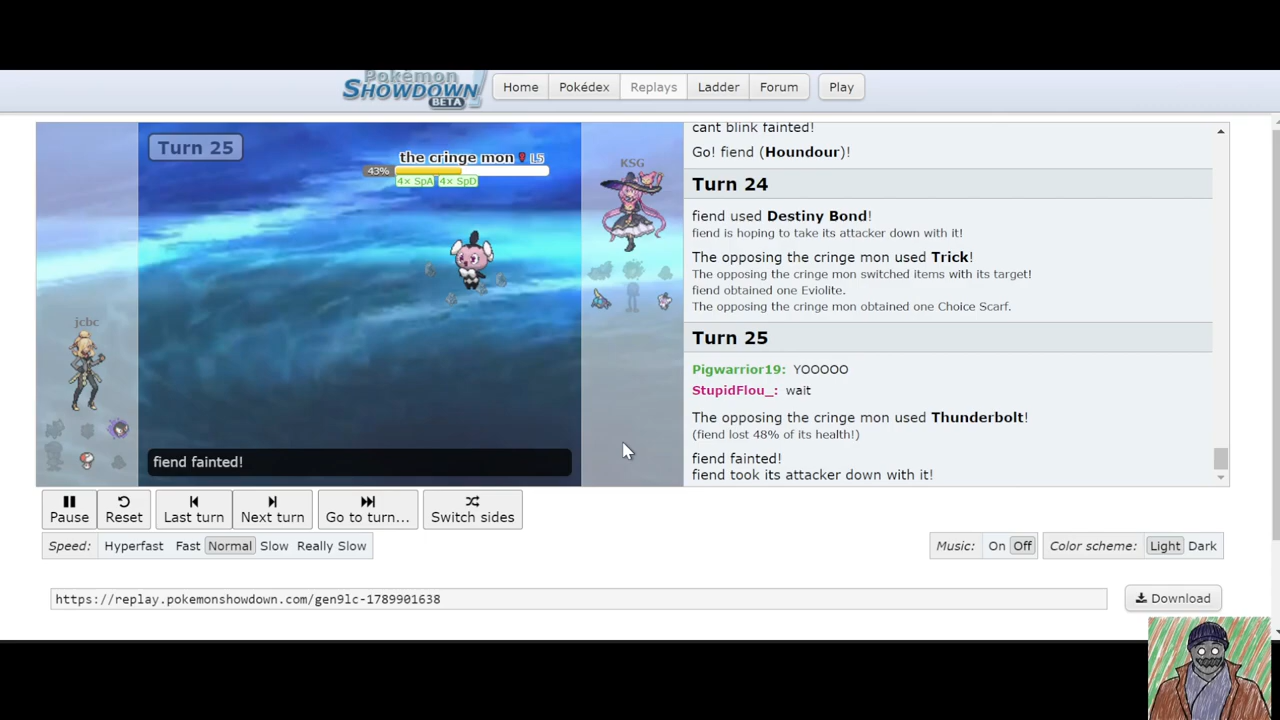 Pokémon
SHOWDOWN
BETA
Home
Pokédex
Replays
Ladder
Forum
Play
Turn 25
the cringe mon L5
43%
4× SpA 4× SpD
KSG
jcbc
fiend fainted!
cant blink fainted!
Go! fiend (Houndour)!
Turn 24
fiend used Destiny Bond!
fiend is hoping to take its attacker down with it!
The opposing the cringe mon used Trick!
The opposing the cringe mon switched items with its target!
fiend obtained one Eviolite.
The opposing the cringe mon obtained one Choice Scarf.
Turn 25
Pigwarrior19: YOOOOO
StupidFlou_: wait
The opposing the cringe mon used Thunderbolt!
(fiend lost 48% of its health!)
fiend fainted!
fiend took its attacker down with it!
Pause
Reset
Last turn
Next turn
Go to turn...
Switch sides
Speed: Hyperfast Fast Normal Slow Really Slow
Music: On Off
Color scheme: Light Dark
https://replay.pokemonshowdown.com/gen9lc-1789901638
Download